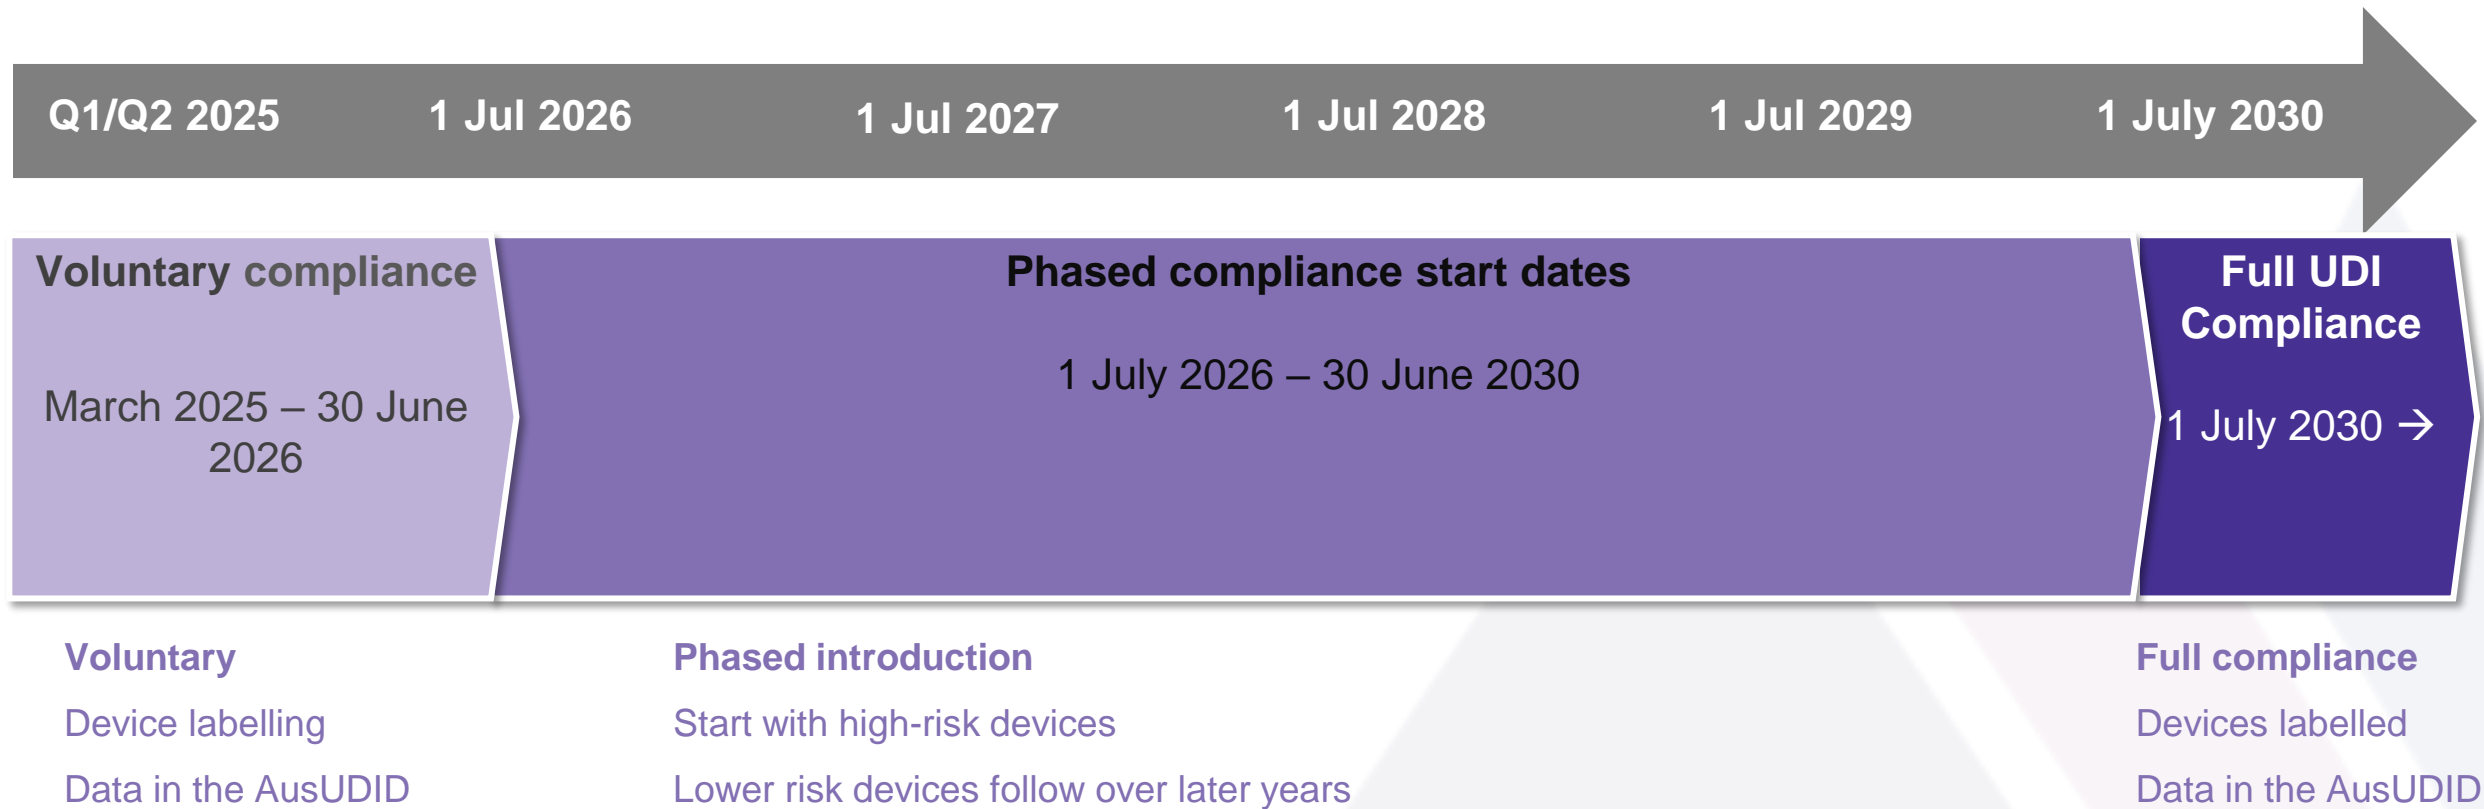 Q1/Q2 2025
1 Jul 2026
1 Jul 2027
1 Jul 2028
1 Jul 2029
1 July 2030
Voluntary compliance
March 2025 – 30 June
2026
Phased compliance start dates
1 July 2026 – 30 June 2030
Full UDI
Compliance
1 July 2030 →
Voluntary
Device labelling
Data in the AusUDID
Phased introduction
Start with high-risk devices
Lower risk devices follow over later years
Full compliance
Devices labelled
Data in the AusUDID